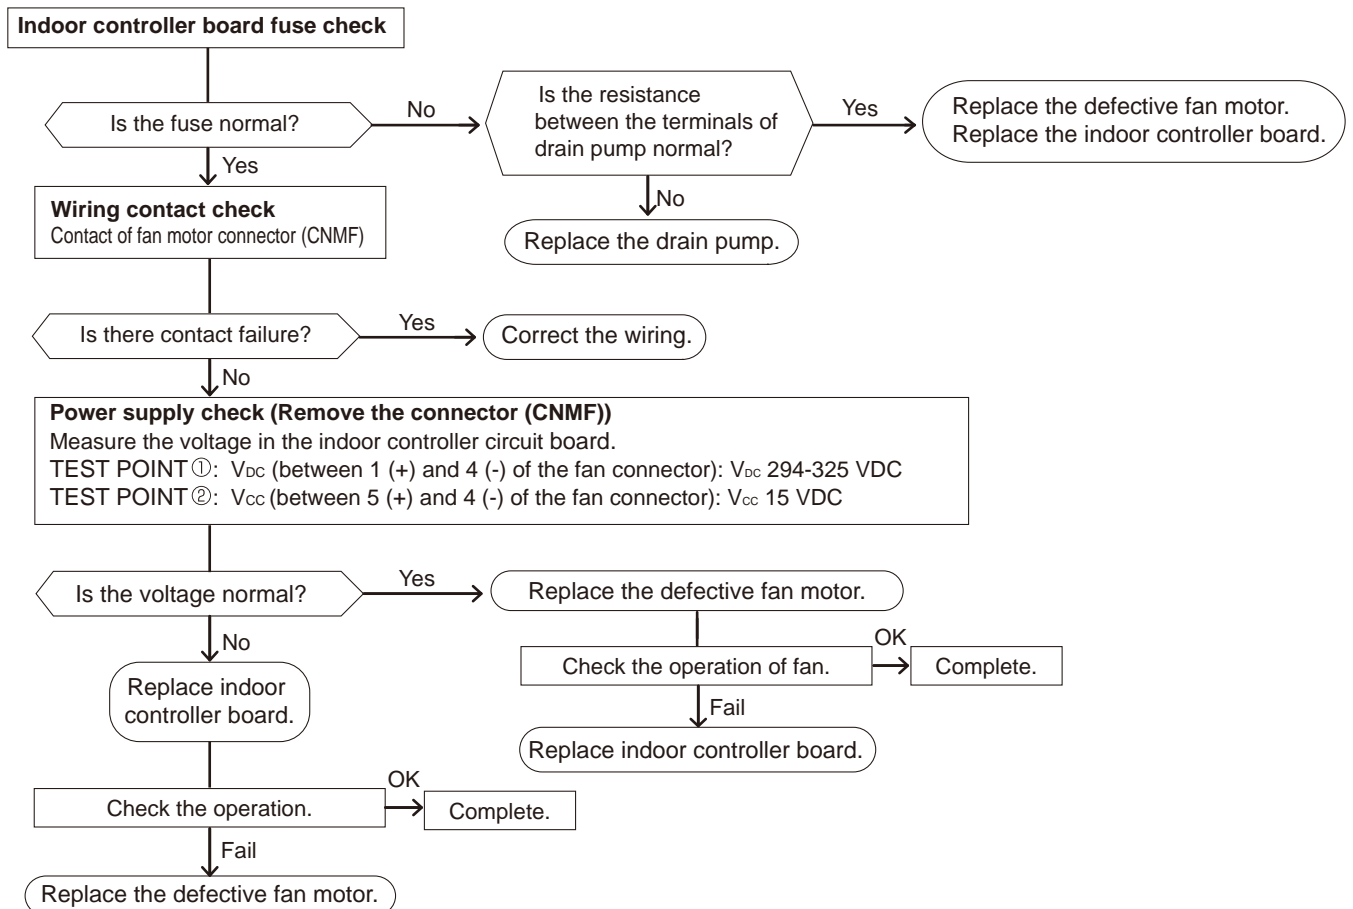 Indoor controller board fuse check
Is the fuse normal?
No
Is the resistance
between the terminals of
drain pump normal?
Yes
Replace the defective fan motor.
Replace the indoor controller board.
Yes
No
Replace the drain pump.
Wiring contact check
Contact of fan motor connector (CNMF)
Is there contact failure?
Yes
Correct the wiring.
No
Power supply check (Remove the connector (CNMF))
Measure the voltage in the indoor controller circuit board.
TEST POINT ①: VDC (between 1 (+) and 4 (-) of the fan connector): VDC 294-325 VDC
TEST POINT ②: VCC (between 5 (+) and 4 (-) of the fan connector): Vcc 15 VDC
Is the voltage normal?
Yes
Replace the defective fan motor.
No
Check the operation of fan.
OK
Complete.
Fail
Replace indoor controller board.
Replace indoor
controller board.
Check the operation.
OK
Complete.
Fail
Replace the defective fan motor.